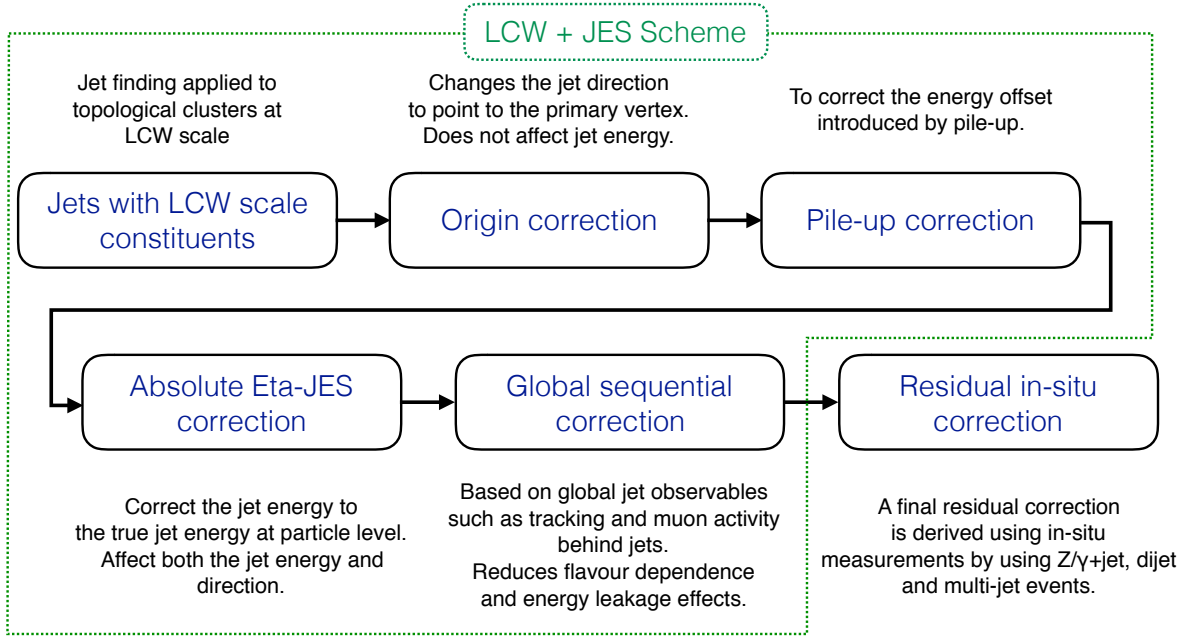 LCW + JES Scheme
Jet finding applied to
topological clusters at
LCW scale
Changes the jet direction
to point to the primary vertex.
Does not affect jet energy.
To correct the energy offset
introduced by pile-up.
Jets with LCW scale
constituents
Origin correction
Pile-up correction
Absolute Eta-JES
correction
Global sequential
correction
Residual in-situ
correction
Correct the jet energy to
the true jet energy at particle level.
Affect both the jet energy and
direction.
Based on global jet observables
such as tracking and muon activity
behind jets.
Reduces flavour dependence
and energy leakage effects.
A final residual correction
is derived using in-situ
measurements by using Z/γ+jet, dijet
and multi-jet events.